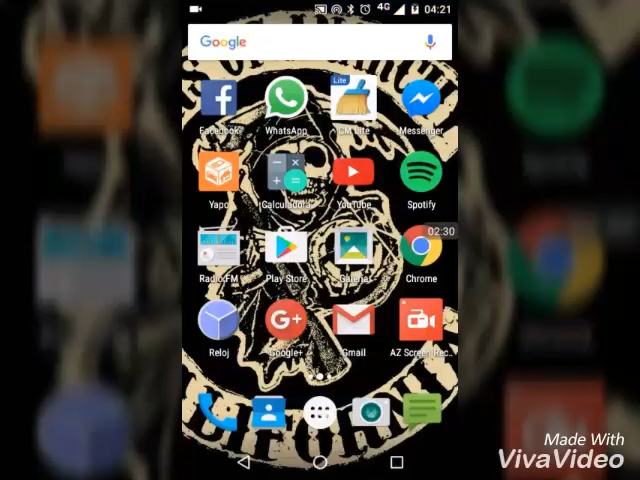 4G 04:21
Google
Lite
Facebook WhatsApp CM Lite Messenger
Yapo Calculadora YouTube Spotify
02:30
Radio FM Play Store Galería Chrome
G+
Reloj Google+ Gmail AZ Screen Rec..
DIFORNI
Made With
VivaVideo